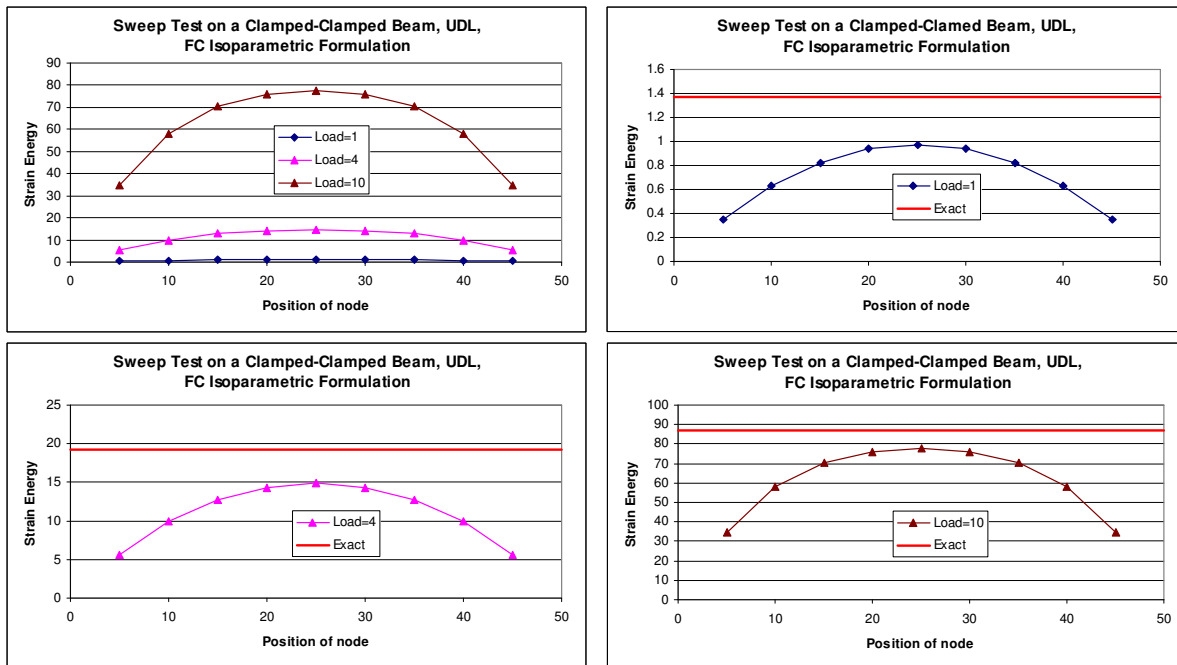 Sweep Test on a Clamped-Clamped Beam, UDL,
FC Isoparametric Formulation
90
80
70
60
50
40
30
20
10
0
Strain Energy
Load=1
Load=4
Load=10
0 10 20 30 40 50
Position of node
Sweep Test on a Clamped-Clamed Beam, UDL,
FC Isoparametric Formulation
1.6
1.4
1.2
1
0.8
0.6
0.4
0.2
0
Strain Energy
Load=1
Exact
0 10 20 30 40 50
Position of node
Sweep Test on a Clamped-Clamped Beam, UDL,
FC Isoparametric Formulation
25
20
15
10
5
0
Strain Energy
Load=4
Exact
0 10 20 30 40 50
Position of node
Sweep Test on a Clamped-Clamped Beam, UDL,
FC Isoparametric Formulation
100
90
80
70
60
50
40
30
20
10
0
Strain Energy
Load=10
Exact
0 10 20 30 40 50
Position of node